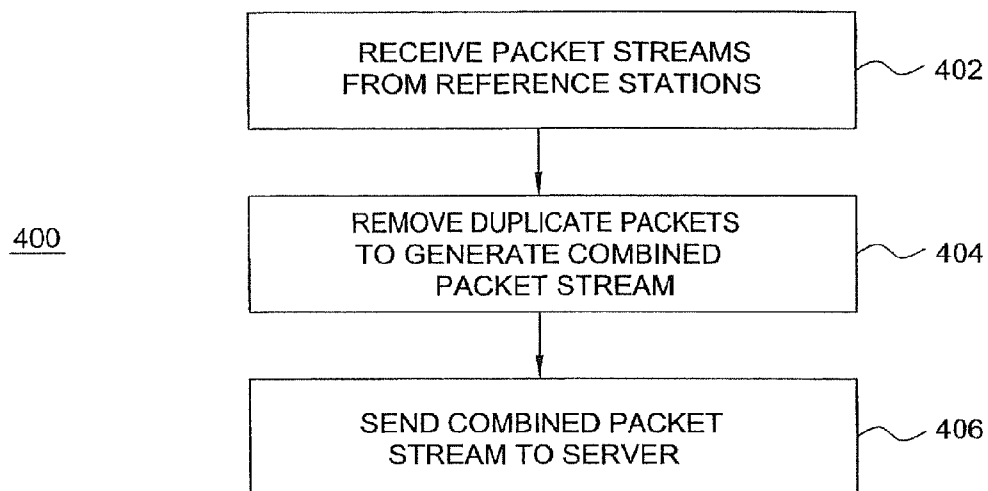 RECEIVE PACKET STREAMS
FROM REFERENCE STATIONS
402
400
REMOVE DUPLICATE PACKETS
TO GENERATE COMBINED
PACKET STREAM
404
SEND COMBINED PACKET
STREAM TO SERVER
406